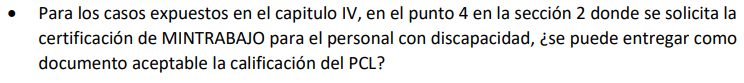 • Para los casos expuestos en el capitulo IV, en el punto 4 en la sección 2 donde se solicita la
certificación de MINTRABAJO para el personal con discapacidad, ¿se puede entregar como
documento aceptable la calificación del PCL?